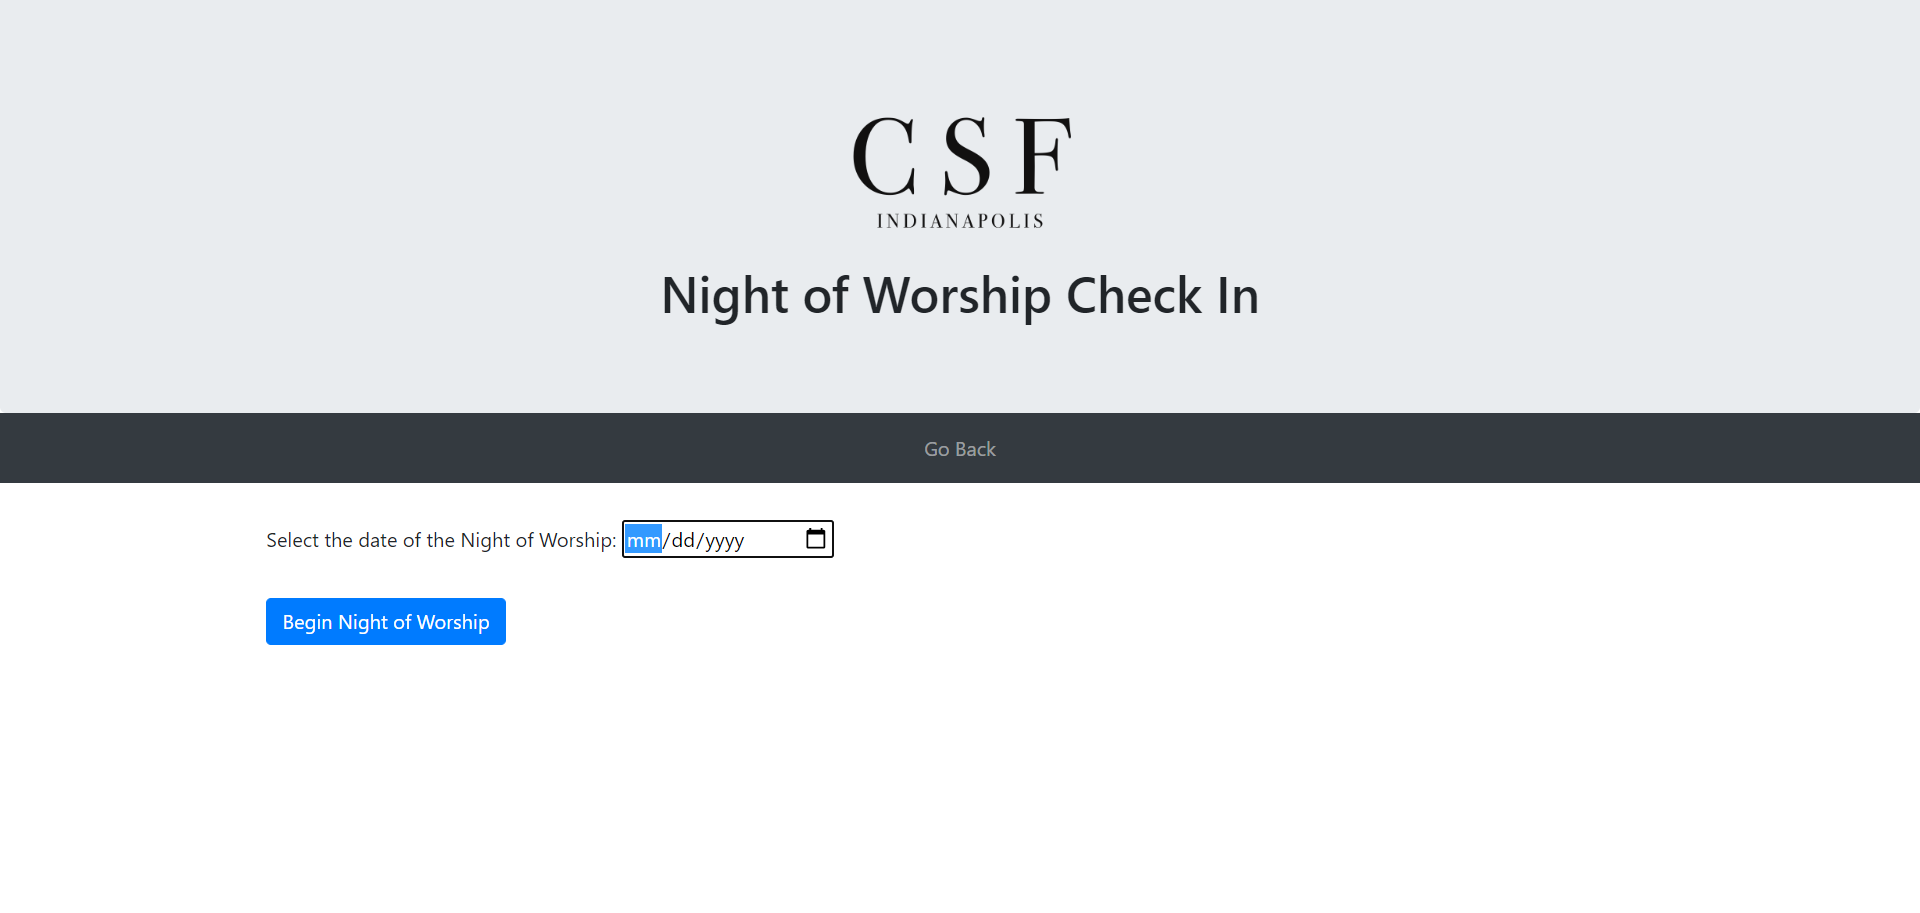 CSF
INDIANAPOLIS
Night of Worship Check In
Go Back
Select the date of the Night of Worship: mm/dd/yyyy
Begin Night of Worship